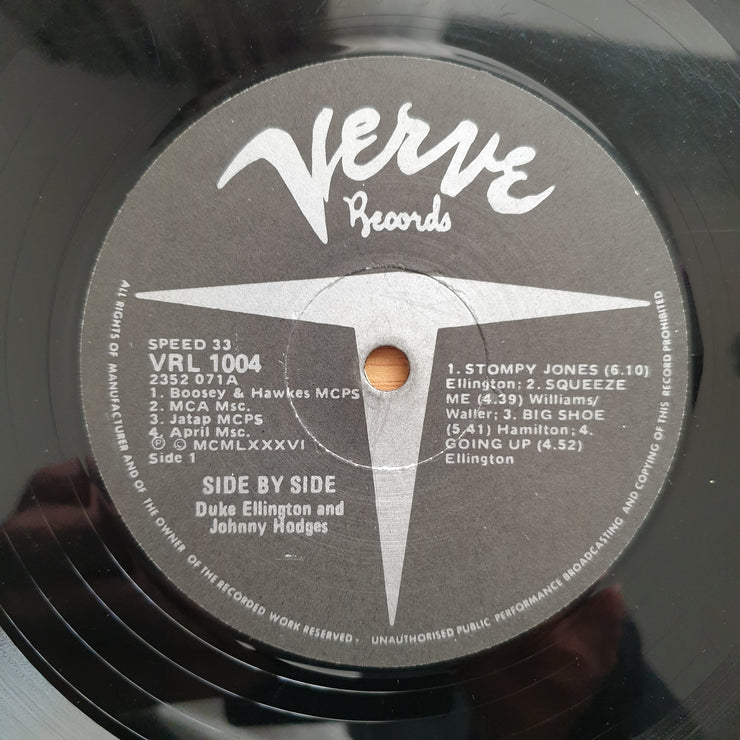 Verve
Records
SPEED 33
VRL 1004
2352 071A
1. Boosey & Hawkes MCPS
2. MCA Msc.
3. Jatap MCPS
4. April Msc.
Ⓟ © MCMLXXXVI
Side 1
SIDE BY SIDE
Duke Ellington and
Johnny Hodges
1. STOMPY JONES (6.10)
Ellington; 2. SQUEEZE
ME (4.39) Williams/
Waller; 3. BIG SHOE
(5,41) Hamilton; 4.
GOING UP (4.52)
Ellington
ALL RIGHTS OF MANUFACTURER AND OF THE OWNER OF THE RECORDED WORK RESERVED. UNAUTHORISED PUBLIC PERFORMANCE BROADCASTING AND COPYING OF THIS RECORD PROHIBITED